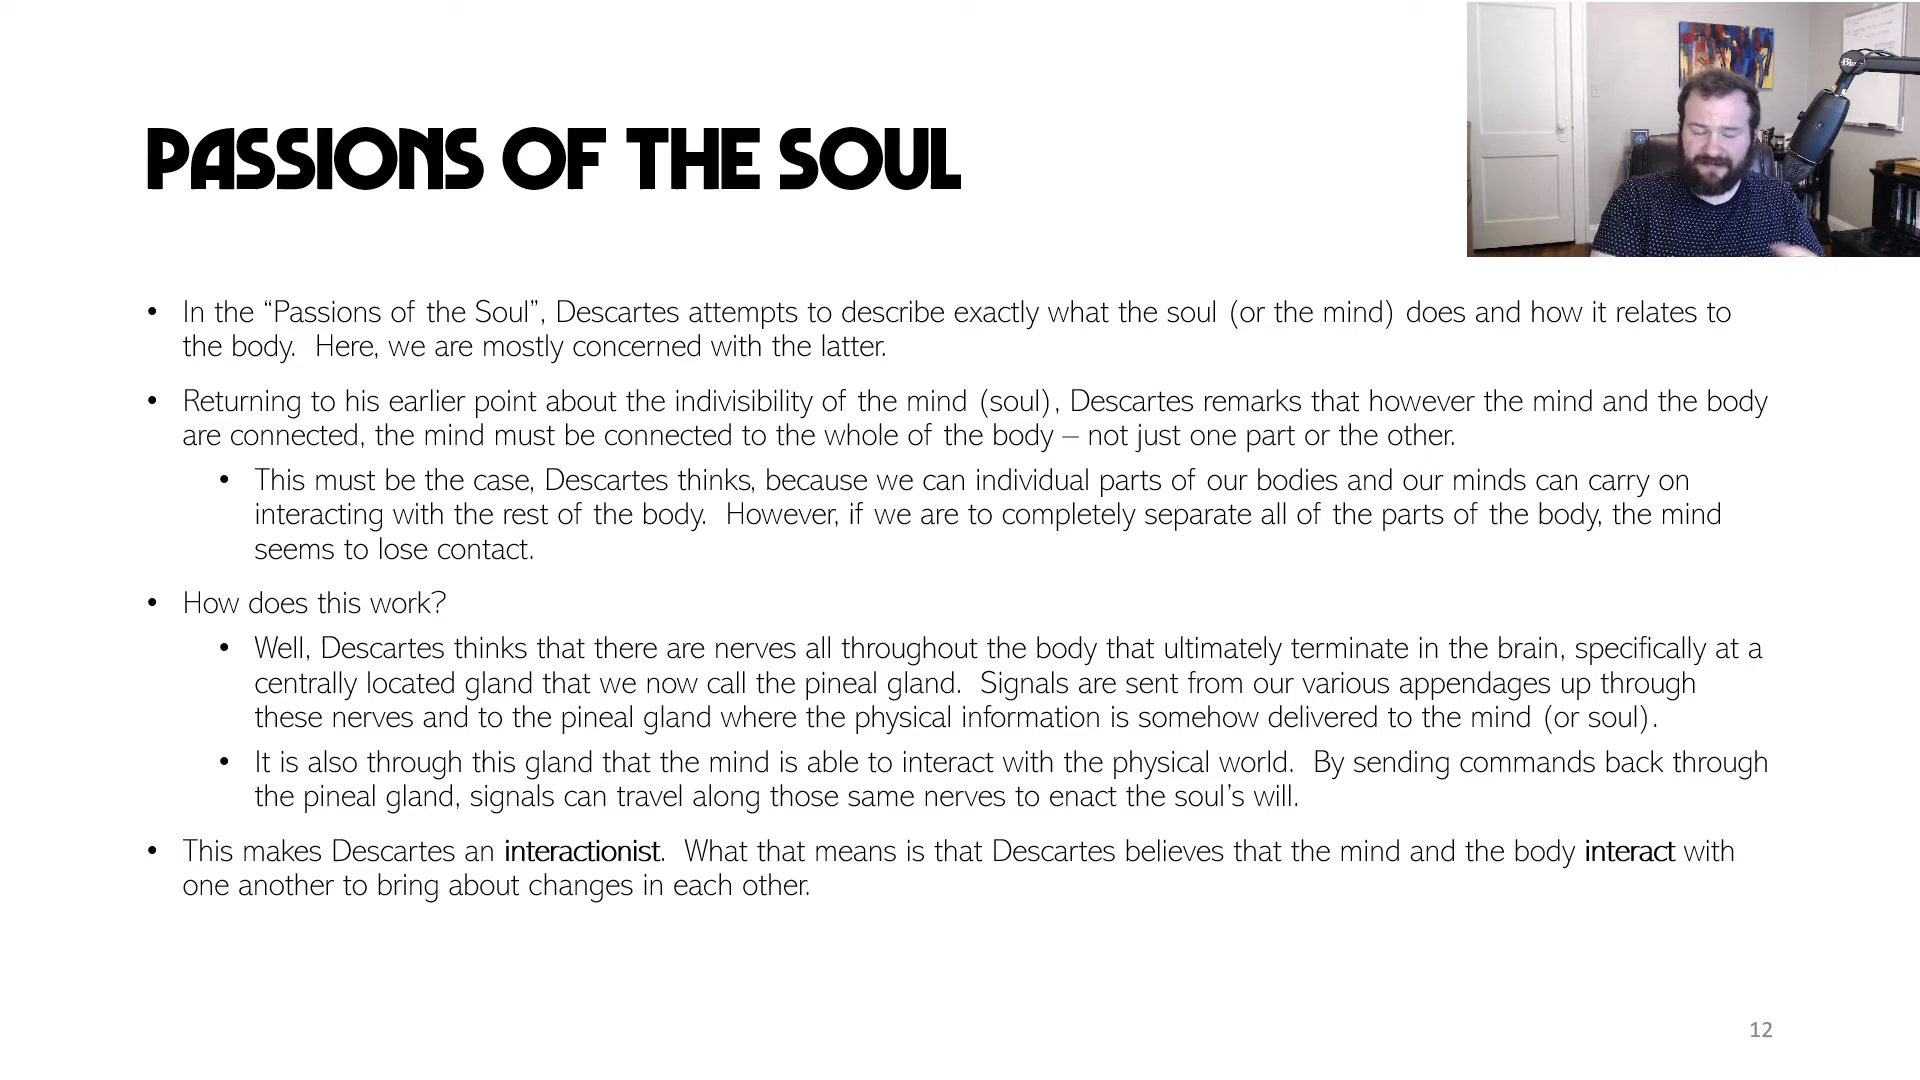 PASSIONS OF THE SOUL
• In the “Passions of the Soul”, Descartes attempts to describe exactly what the soul (or the mind) does and how it relates to
the body.  Here, we are mostly concerned with the latter.
• Returning to his earlier point about the indivisibility of the mind (soul), Descartes remarks that however the mind and the body
are connected, the mind must be connected to the whole of the body – not just one part or the other.
• This must be the case, Descartes thinks, because we can individual parts of our bodies and our minds can carry on
interacting with the rest of the body.  However, if we are to completely separate all of the parts of the body, the mind
seems to lose contact.
• How does this work?
• Well, Descartes thinks that there are nerves all throughout the body that ultimately terminate in the brain, specifically at a
centrally located gland that we now call the pineal gland.  Signals are sent from our various appendages up through
these nerves and to the pineal gland where the physical information is somehow delivered to the mind (or soul).
• It is also through this gland that the mind is able to interact with the physical world.  By sending commands back through
the pineal gland, signals can travel along those same nerves to enact the soul’s will.
• This makes Descartes an interactionist.  What that means is that Descartes believes that the mind and the body interact with
one another to bring about changes in each other.
12